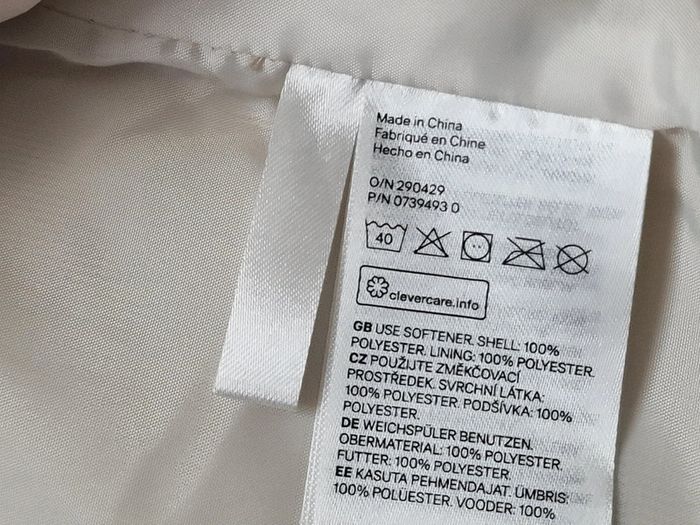 Made in China
Fabriqué en Chine
Hecho en China
O/N 290429
P/N 0739493 0
40
clevercare.info
GB USE SOFTENER. SHELL: 100%
POLYESTER. LINING: 100% POLYESTER.
CZ POUŽIJTE ZMĚKČOVACÍ
PROSTŘEDEK. SVRCHNÍ LÁTKA:
100% POLYESTER. PODŠÍVKA: 100%
POLYESTER.
DE WEICHSPÜLER BENUTZEN.
OBERMATERIAL: 100% POLYESTER.
FUTTER: 100% POLYESTER.
EE KASUTA PEHMENDAJAT. ÜMBRIS:
100% POLÜESTER. VOODER: 100%